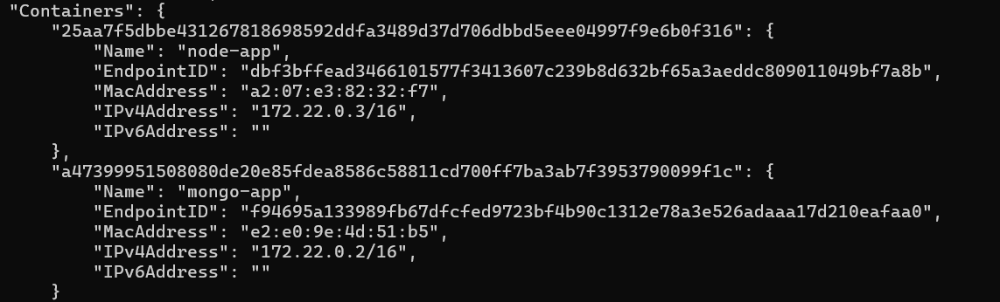 "Containers": {
"25aa7f5dbbe431267818698592ddfa3489d37d706dbbd5eee04997f9e6b0f316": {
"Name": "node-app",
"EndpointID": "dbf3bffead3466101577f3413607c239b8d632bf65a3aeddc809011049bf7a8b",
"MacAddress": "a2:07:e3:82:32:f7",
"IPv4Address": "172.22.0.3/16",
"IPv6Address": ""
},
"a47399951508080de20e85fdea8586c58811cd700ff7ba3ab7f3953790099f1c": {
"Name": "mongo-app",
"EndpointID": "f94695a133989fb67dfcfed9723bf4b90c1312e78a3e526adaaa17d210eafaa0",
"MacAddress": "e2:e0:9e:4d:51:b5",
"IPv4Address": "172.22.0.2/16",
"IPv6Address": ""
}